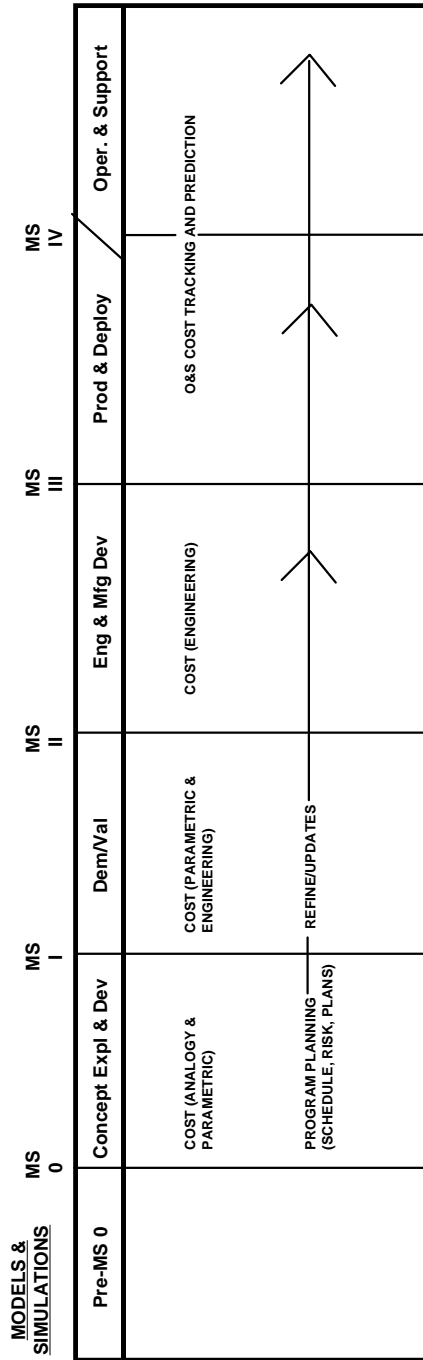 MODELS &
SIMULATIONS
MS
0
MS
I
MS
II
MS
III
MS
IV
Pre-MS 0
Concept Expl & Dev
Dem/Val
Eng & Mfg Dev
Prod & Deploy
Oper. & Support
COST (ANALOGY &
PARAMETRIC)
COST (PARAMETRIC &
ENGINEERING)
COST (ENGINEERING)
O&S COST TRACKING AND PREDICTION
PROGRAM PLANNING
(SCHEDULE, RISK, PLANS)
REFINE/UPDATES